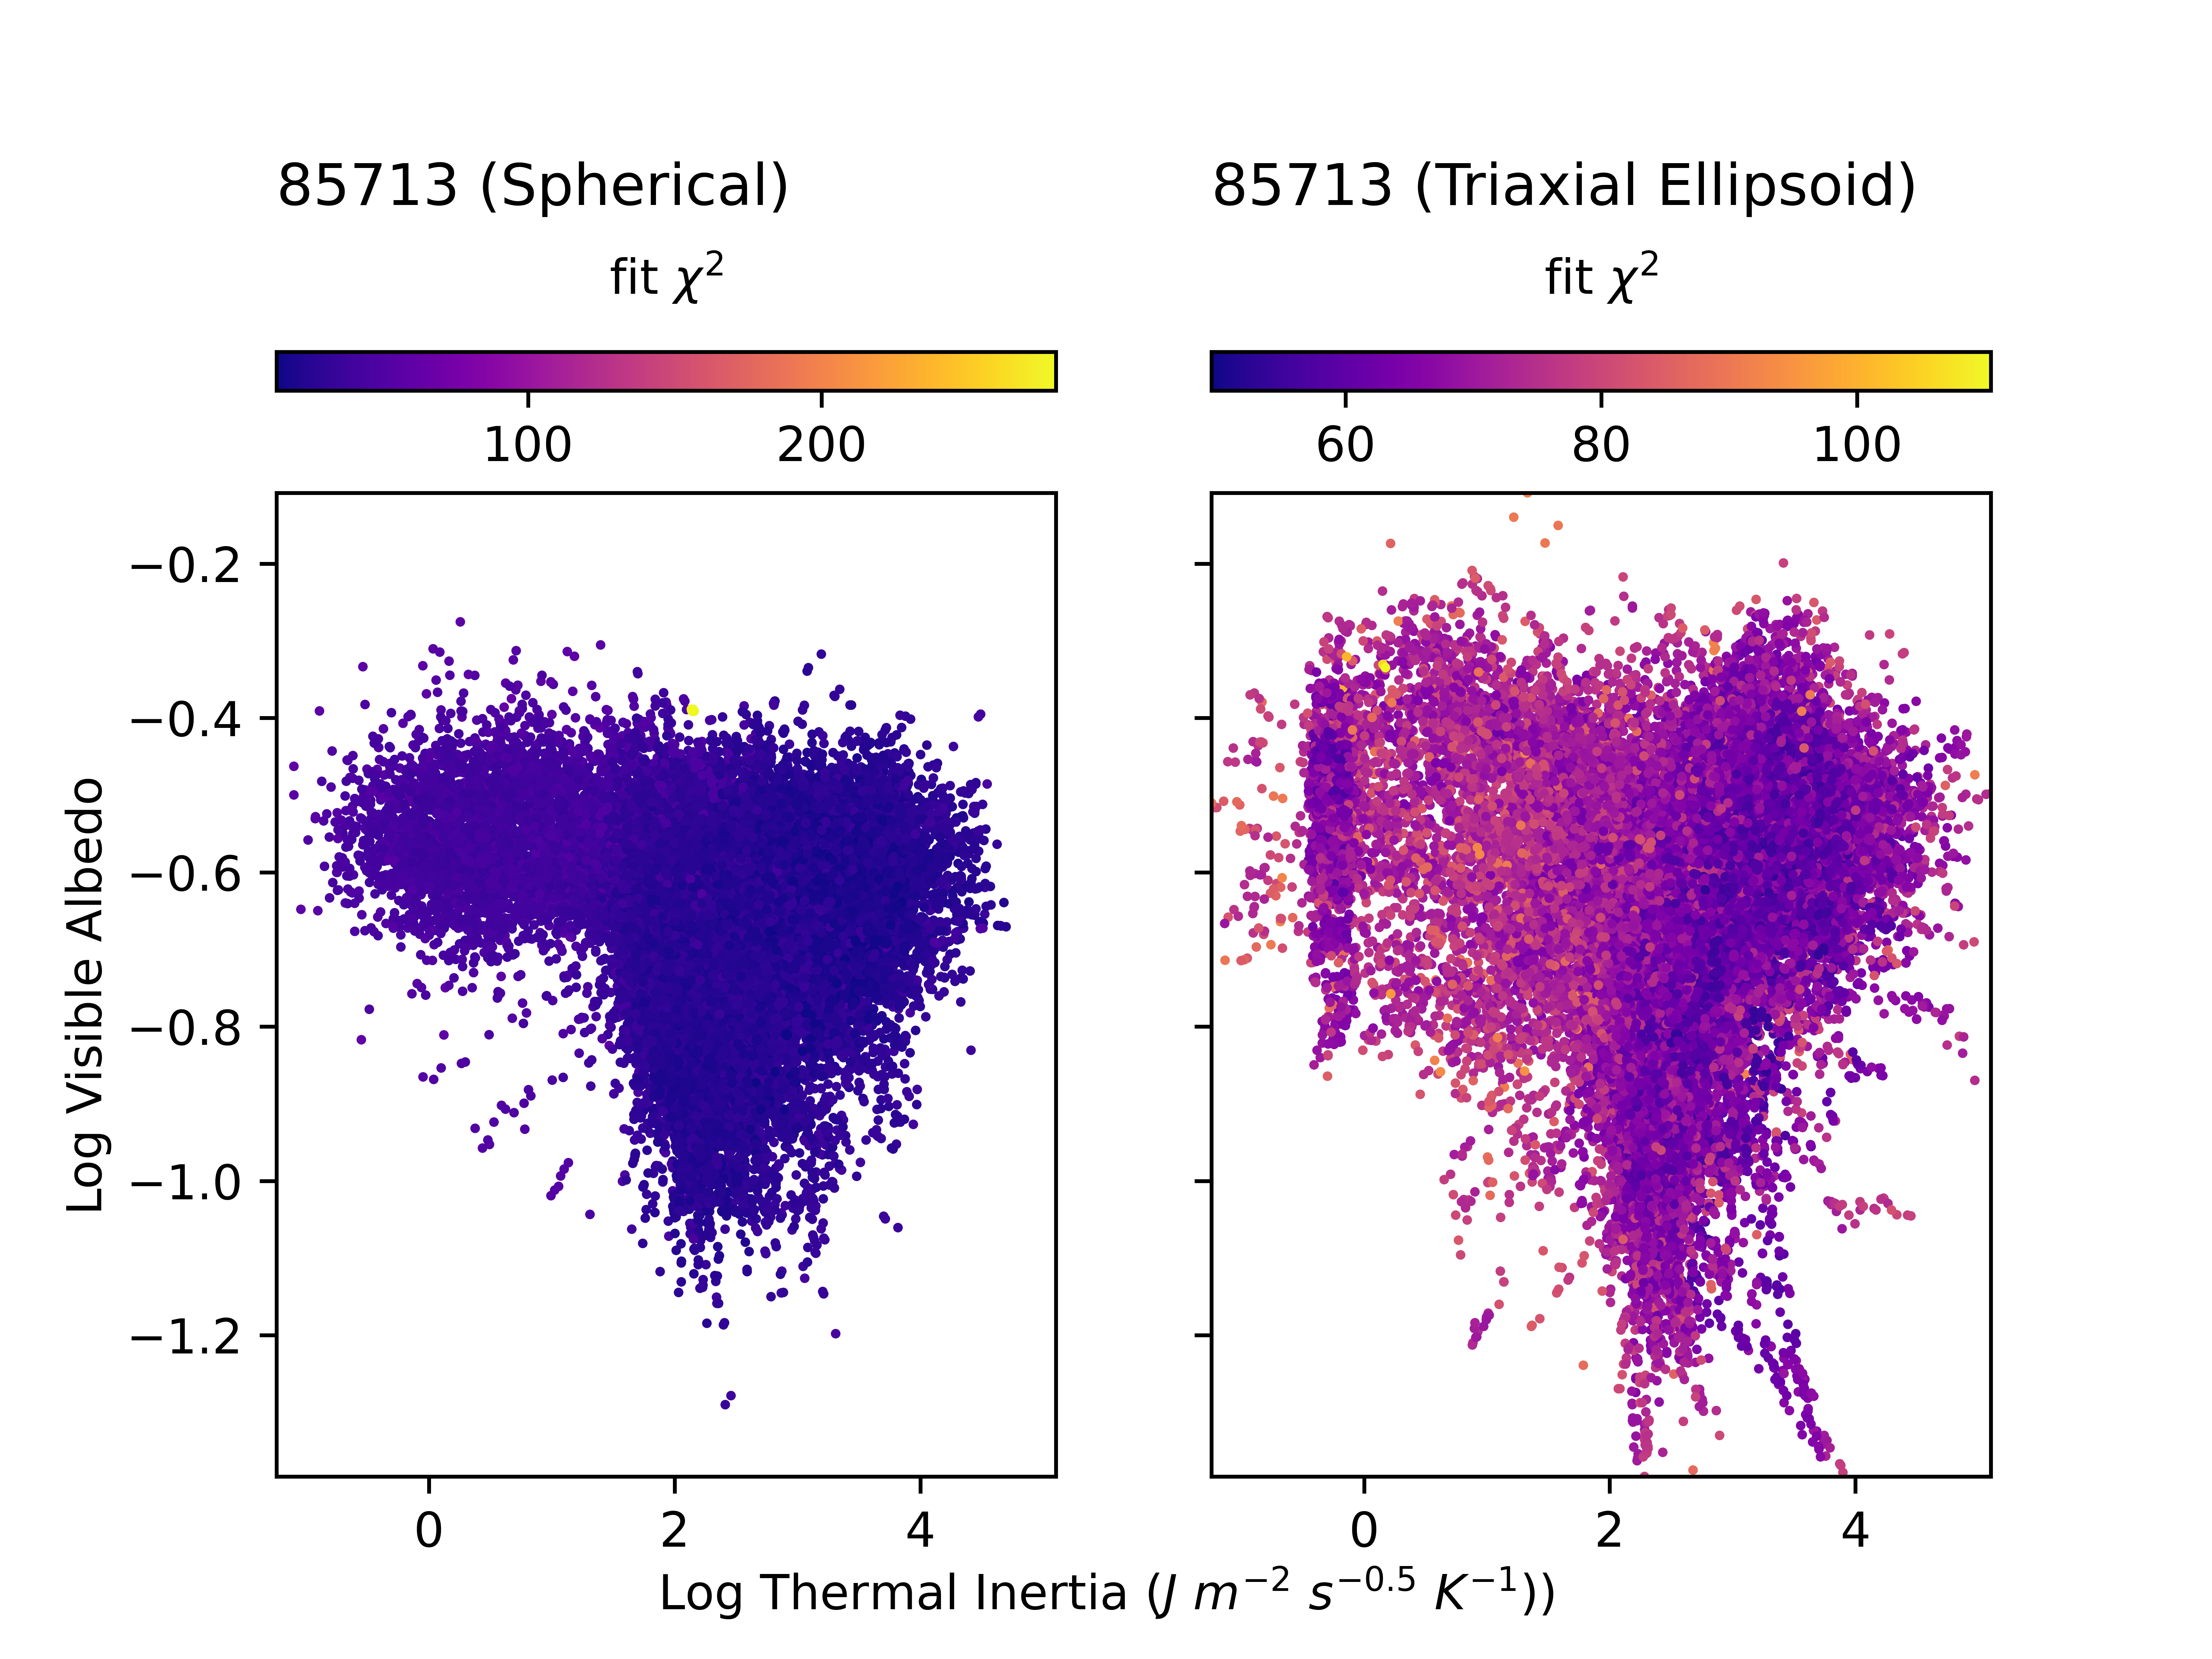 85713 (Spherical)
85713 (Triaxial Ellipsoid)
fit χ²
fit χ²
100 200
60 80 100
−0.2
−0.4
−0.6
−0.8
−1.0
−1.2
Log Visible Albedo
0 2 4
0 2 4
Log Thermal Inertia (J m⁻² s⁻⁰·⁵ K⁻¹))